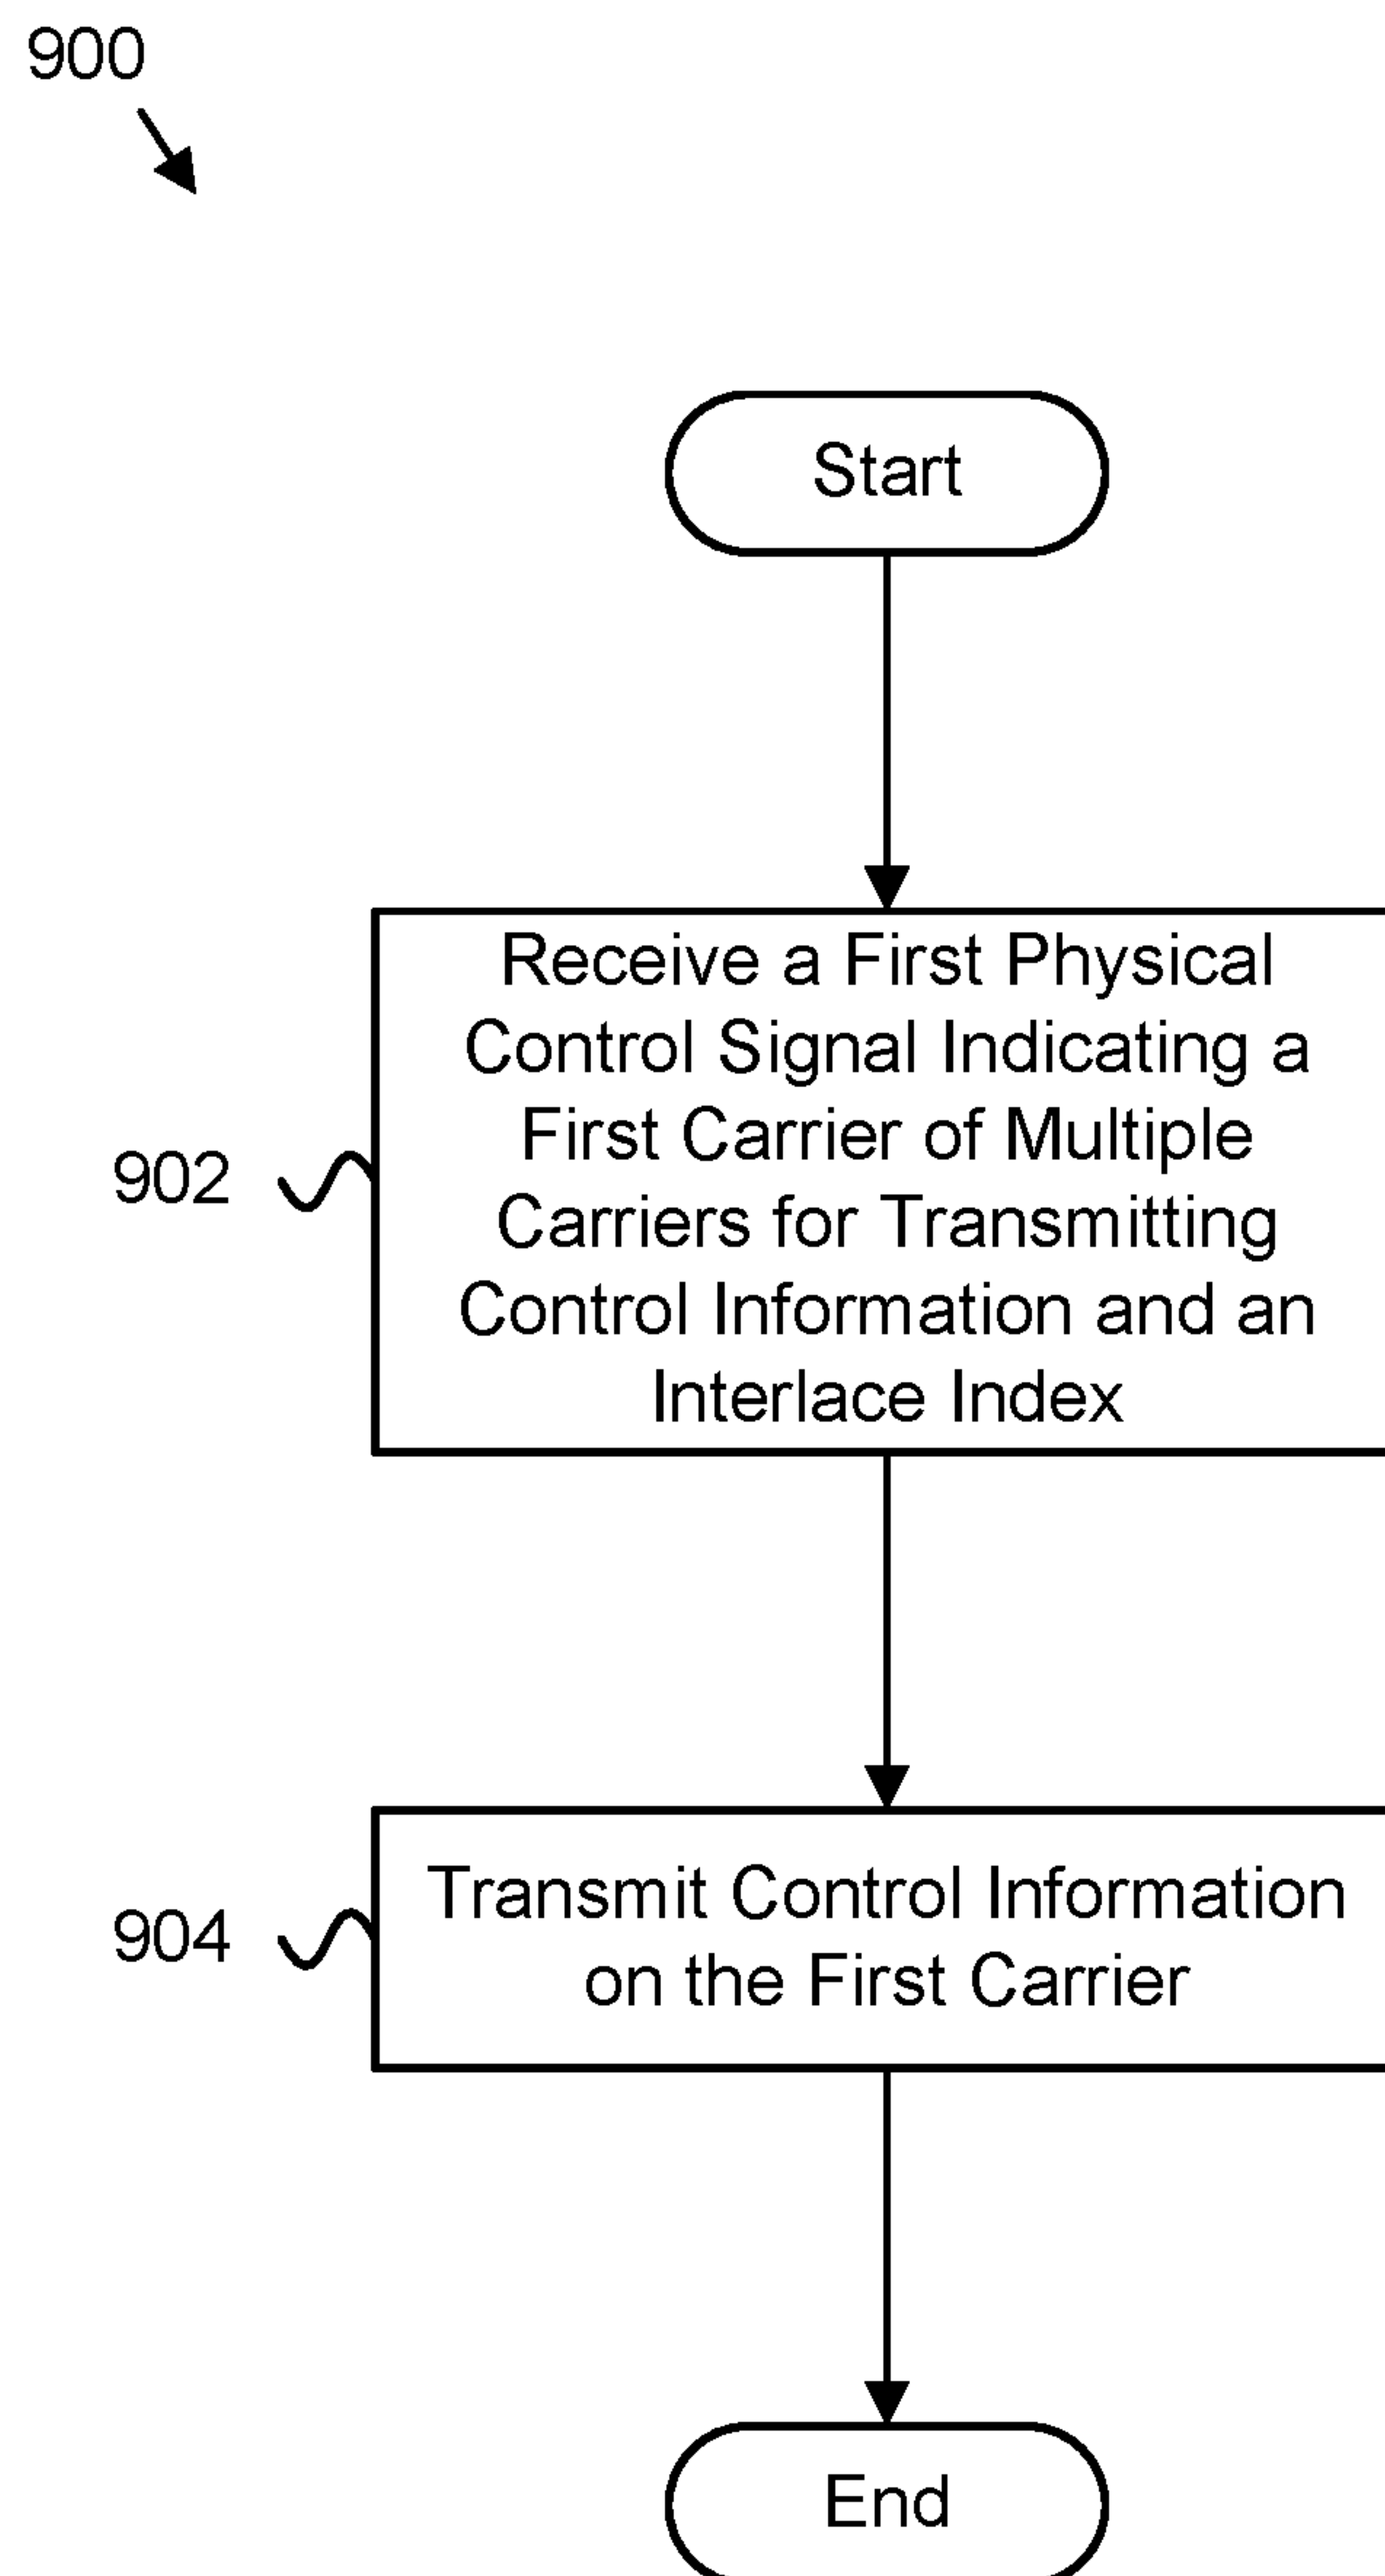 900
Start
902
Receive a First Physical
Control Signal Indicating a
First Carrier of Multiple
Carriers for Transmitting
Control Information and an
Interlace Index
904
Transmit Control Information
on the First Carrier
End